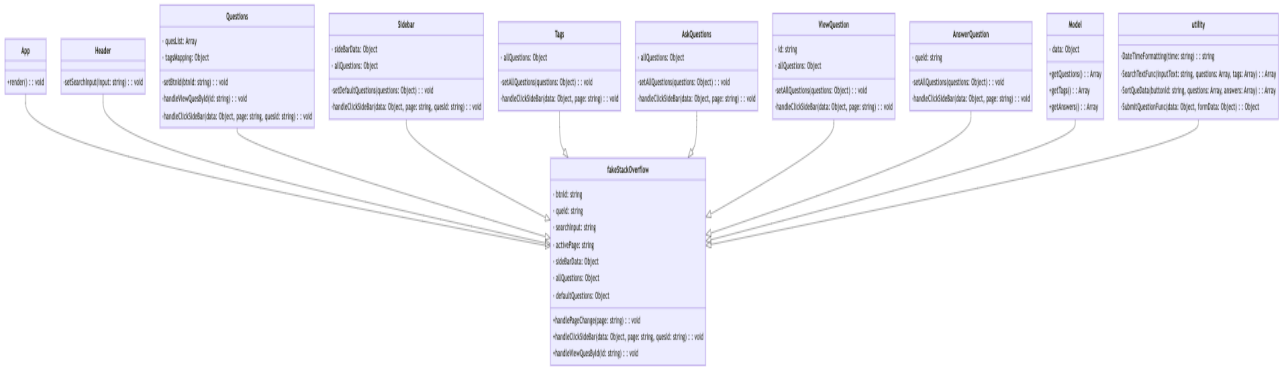 App
+render() : : void
Header
-setSearchInput(input: string) : : void
Questions
- quesList: Array
- tagsMapping: Object
-setBtnId(btnId: string) : : void
-handleViewQuesById(id: string) : : void
-handleClickSideBar(data: Object, page: string, quesId: string) : : void
Sidebar
- sideBarData: Object
- allQuestions: Object
-setDefaultQuestions(questions: Object) : : void
-handleClickSideBar(data: Object, page: string, quesId: string) : : void
Tags
- allQuestions: Object
-setAllQuestions(questions: Object) : : void
-handleClickSideBar(data: Object, page: string) : : void
AskQuestions
- allQuestions: Object
-setAllQuestions(questions: Object) : : void
-handleClickSideBar(data: Object, page: string) : : void
ViewQuestion
- id: string
- allQuestions: Object
-setAllQuestions(questions: Object) : : void
-handleClickSideBar(data: Object, page: string) : : void
AnswerQuestion
- queId: string
-setAllQuestions(questions: Object) : : void
-handleClickSideBar(data: Object, page: string) : : void
Model
- data: Object
+getQuestions() : : Array
+getTags() : : Array
+getAnswers() : : Array
utility
-DateTimeFormatting(time: string) : : string
-SearchTextFunc(inputText: string, questions: Array, tags: Array) : : Array
-SortQueData(buttonId: string, questions: Array, answers: Array) : : Array
-SubmitQuestionFunc(data: Object, formData: Object) : : Object
fakeStackOverflow
- btnId: string
- queId: string
- searchInput: string
- activePage: string
- sideBarData: Object
- allQuestions: Object
- defaultQuestions: Object
+handlePageChange(page: string) : : void
+handleClickSideBar(data: Object, page: string, quesId: string) : : void
+handleViewQuesById(id: string) : : void